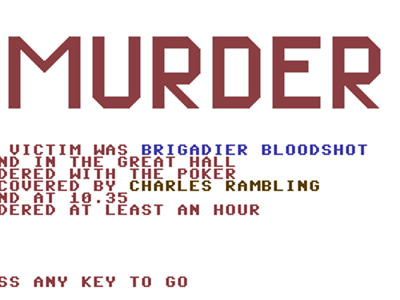 MURDER
VICTIM WAS BRIGADIER BLOODSHOT
ND IN THE GREAT HALL
DERED WITH THE POKER
COVERED BY CHARLES RAMBLING
ND AT 10.35
DERED AT LEAST AN HOUR
SS ANY KEY TO GO